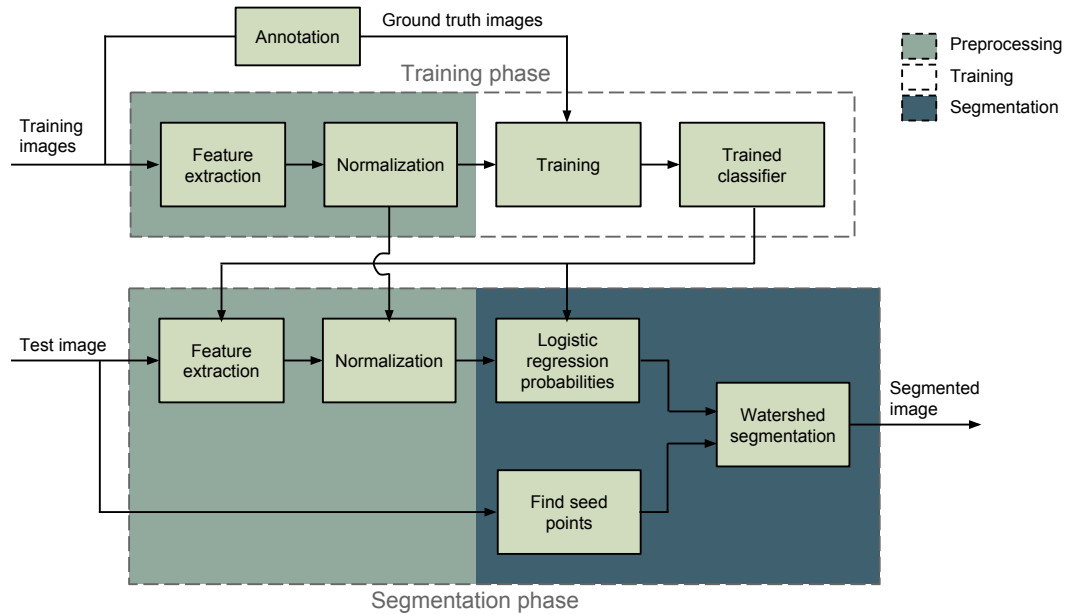 Annotation
Ground truth images
Preprocessing
Training
Segmentation
Training phase
Training
images
Feature
extraction
Normalization
Training
Trained
classifier
Test image
Feature
extraction
Normalization
Logistic
regression
probabilities
Watershed
segmentation
Segmented
image
Find seed
points
Segmentation phase